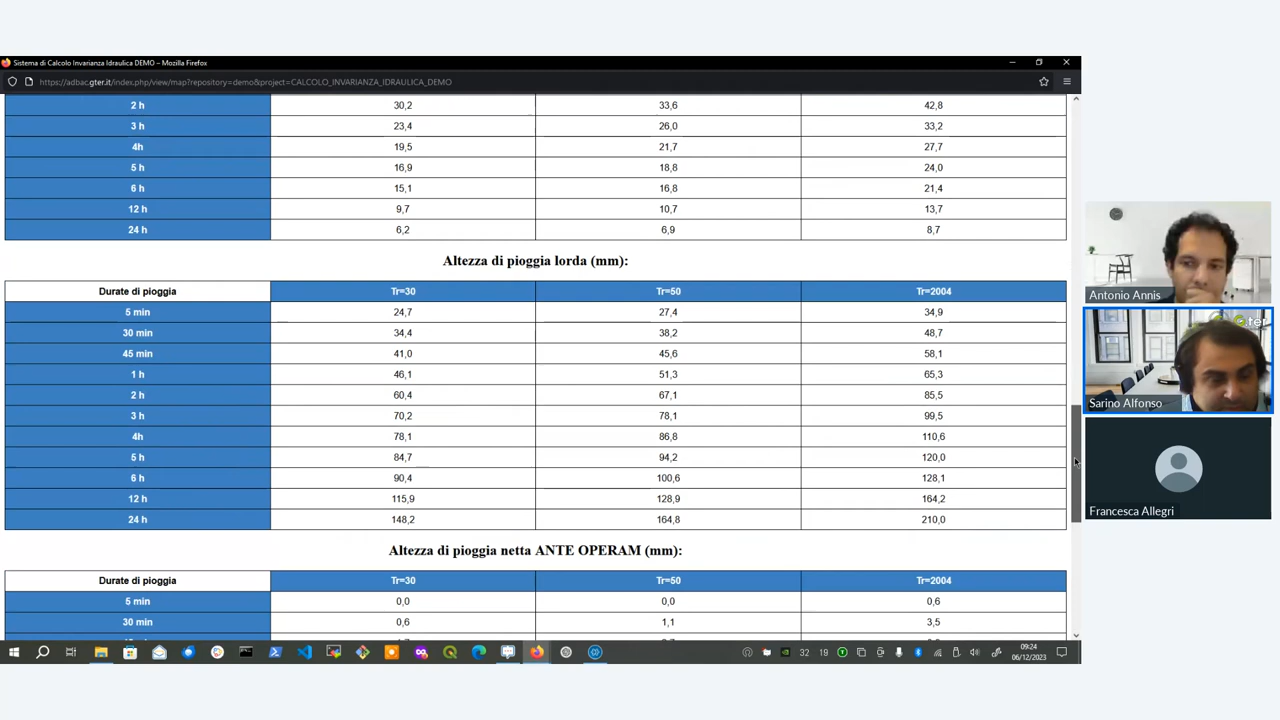 Sistema di Calcolo Invarianza Idraulica DEMO — Mozilla Firefox
https://adbac.gter.it/index.php/view/map?repository=demo&project=CALCOLO_INVARIANZA_IDRAULICA_DEMO
2 h 30,2 33,6 42,8
3 h 23,4 26,0 33,2
4h 19,5 21,7 27,7
5 h 16,9 18,8 24,0
6 h 15,1 16,8 21,4
12 h 9,7 10,7 13,7
24 h 6,2 6,9 8,7
Altezza di pioggia lorda (mm):
Durate di pioggia Tr=30 Tr=50 Tr=2004
5 min 24,7 27,4 34,9
30 min 34,4 38,2 48,7
45 min 41,0 45,6 58,1
1 h 46,1 51,3 65,3
2 h 60,4 67,1 85,5
3 h 70,2 78,1 99,5
4h 78,1 86,8 110,6
5 h 84,7 94,2 120,0
6 h 90,4 100,6 128,1
12 h 115,9 128,9 164,2
24 h 148,2 164,8 210,0
Altezza di pioggia netta ANTE OPERAM (mm):
Durate di pioggia Tr=30 Tr=50 Tr=2004
5 min 0,0 0,0 0,6
30 min 0,6 1,1 3,5
Antonio Annis
Sarino Alfonso
Francesca Allegri
32 19
09:24
06/12/2023